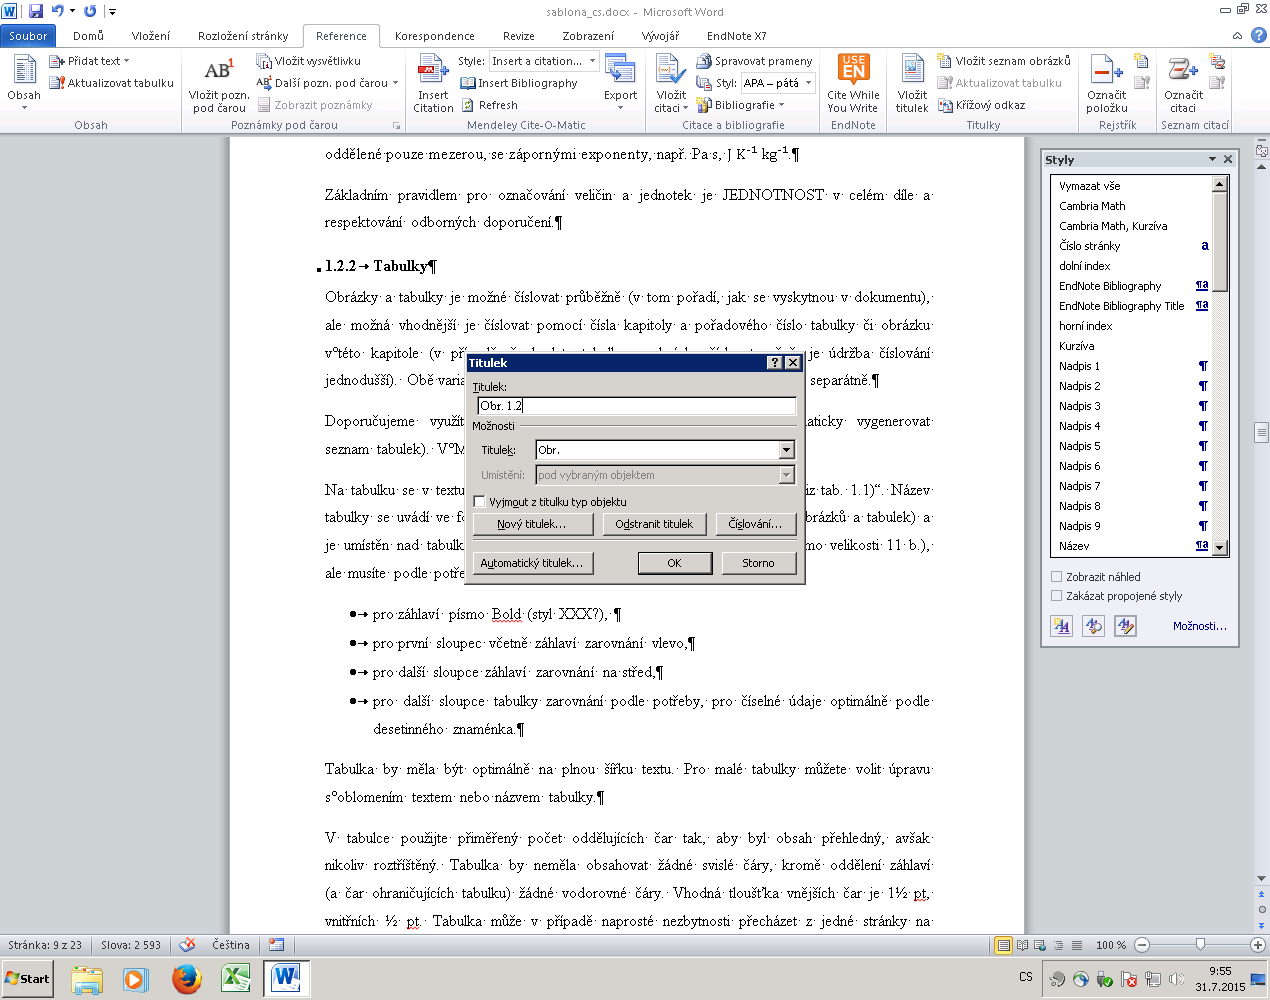 sablona_cs.docx - Microsoft Word
Soubor Domů Vložení Rozložení stránky Reference Korespondence Revize Zobrazení Vývojář EndNote X7
Obsah
Přidat text
Aktualizovat tabulku
Obsah
AB¹
Vložit pozn. pod čarou
Vložit vysvětlivku
Další pozn. pod čarou
Zobrazit poznámky
Poznámky pod čarou
Insert Citation
Style: Insert a citation...
Insert Bibliography
Refresh
Export
Mendeley Cite-O-Matic
Vložit citaci
Spravovat prameny
Styl: APA – pátá
Bibliografie
Citace a bibliografie
USE EN
Cite While You Write
EndNote
Vložit titulek
Vložit seznam obrázků
Aktualizovat tabulku
Křížový odkaz
Titulky
Označit položku
Rejstřík
Označit citaci
Seznam citací
oddělené pouze mezerou, se zápornými exponenty, např. Pa s, J K⁻¹ kg⁻¹.¶
Základním pravidlem pro označování veličin a jednotek je JEDNOTNOST v celém díle a
respektování odborných doporučení.¶
1.2.2 → Tabulky¶
Obrázky a tabulky je možné číslovat průběžně (v tom pořadí, jak se vyskytnou v dokumentu),
ale možná vhodnější je číslovat pomocí čísla kapitoly a pořadového číslo tabulky či obrázku
v°této kapitole (v je údržba číslování
jednodušší). Obě separátně.¶
Doporučujeme vygenerovat
seznam tabulek).
Na tabulku se v tab. 1.1)“. Název
tabulky se uvádí ve a tabulek) a
je umístěn nad velikosti 11 b.),
ale musíte podle
•→ pro záhlaví písmo Bold (styl XXX?), ¶
•→ pro první sloupec včetně záhlaví zarovnání vlevo,¶
•→ pro další sloupce záhlaví zarovnání na střed,¶
•→ pro další sloupce tabulky zarovnání podle potřeby, pro číselné údaje optimálně podle
desetinného znaménka.¶
Tabulka by měla být optimálně na plnou šířku textu. Pro malé tabulky můžete volit úpravu
s°oblomením textem nebo názvem tabulky.¶
V tabulce použijte přiměřený počet oddělujících čar tak, aby byl obsah přehledný, avšak
nikoliv roztříštěný. Tabulka by neměla obsahovat žádné svislé čáry, kromě oddělení záhlaví
(a čar ohraničujících tabulku) žádné vodorovné čáry. Vhodná tloušťka vnějších čar je 1½ pt,
vnitřních ½ pt. Tabulka může v případě naprosté nezbytnosti přecházet z jedné stránky na
Titulek
Titulek:
Obr. 1.2
Možnosti
Titulek: Obr.
Umístění: pod vybraným objektem
Vyjmout z titulku typ objektu
Nový titulek... Odstranit titulek Číslování...
Automatický titulek... OK Storno
Styly
Vymazat vše
Cambria Math
Cambria Math, Kurzíva
Číslo stránky a
dolní index
EndNote Bibliography ¶a
EndNote Bibliography Title ¶a
horní index
Kurzíva
Nadpis 1 ¶
Nadpis 2 ¶
Nadpis 3 ¶
Nadpis 4 ¶
Nadpis 5 ¶
Nadpis 6 ¶
Nadpis 7 ¶
Nadpis 8 ¶
Nadpis 9 ¶
Název ¶a
Zobrazit náhled
Zakázat propojené styly
Možnosti...
Stránka: 9 z 23 Slova: 2 593 Čeština 100 %
Start CS 9:55
31.7.2015